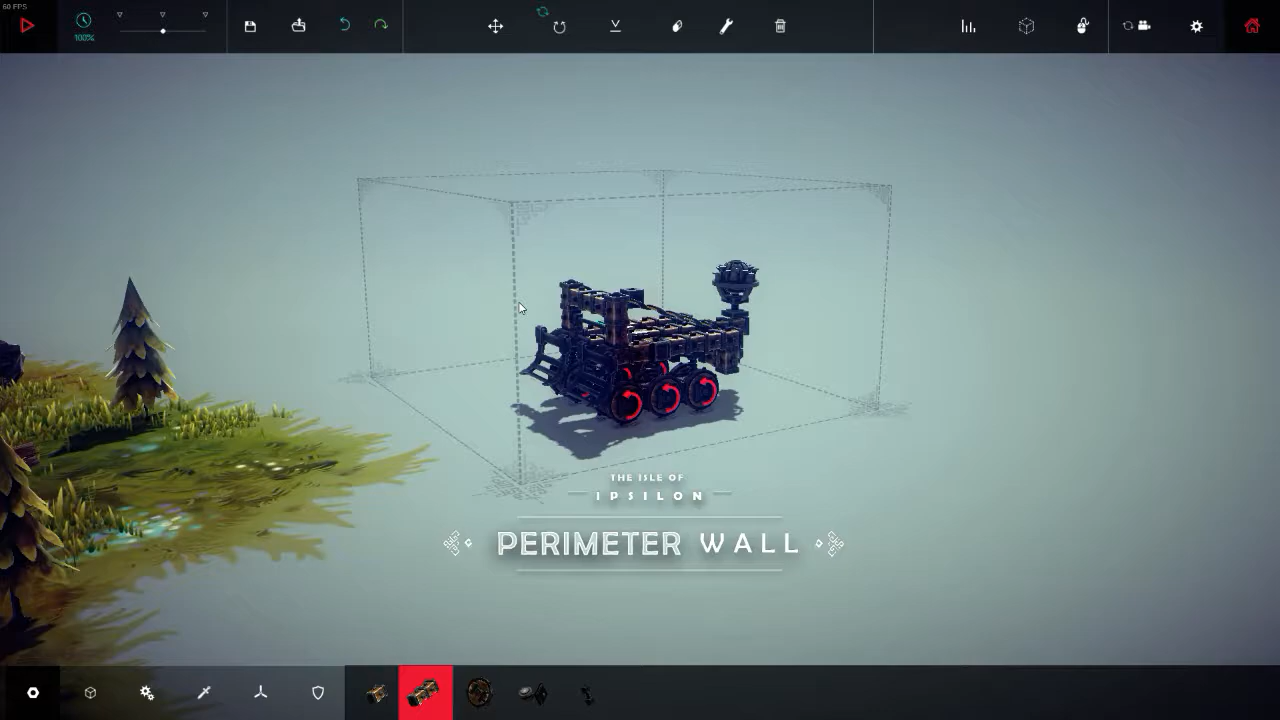 60 FPS
100%
THE ISLE OF
IPSILON
PERIMETER WALL